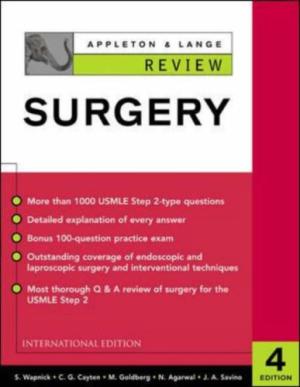 APPLETON & LANGE
REVIEW
SURGERY
More than 1000 USMLE Step 2-type questions
Detailed explanation of every answer
Bonus 100-question practice exam
Outstanding coverage of endoscopic and
laproscopic surgery and interventional techniques
Most thorough Q & A review of surgery for the
USMLE Step 2
INTERNATIONAL EDITION
S. Wapnick • C. G. Cayten • M. Goldberg • N. Agarwal • J. A. Savino
4
EDITION